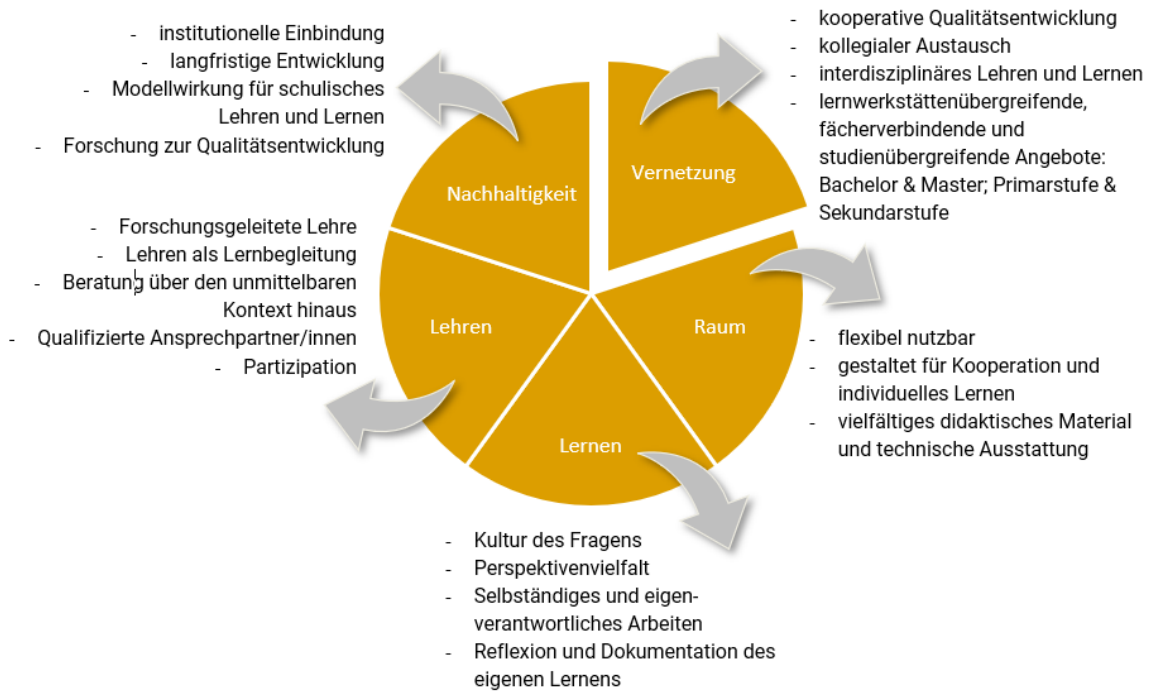 - institutionelle Einbindung
- langfristige Entwicklung
- Modellwirkung für schulisches
Lehren und Lernen
- Forschung zur Qualitätsentwicklung
- kooperative Qualitätsentwicklung
- kollegialer Austausch
- interdisziplinäres Lehren und Lernen
- lernwerkstättenübergreifende,
fächerverbindende und
studienübergreifende Angebote:
Bachelor & Master; Primarstufe &
Sekundarstufe
Nachhaltigkeit
Vernetzung
- Forschungsgeleitete Lehre
- Lehren als Lernbegleitung
- Beratung über den unmittelbaren
Kontext hinaus
- Qualifizierte Ansprechpartner/innen
- Partizipation
Lehren
Raum
- flexibel nutzbar
- gestaltet für Kooperation und
individuelles Lernen
- vielfältiges didaktisches Material
und technische Ausstattung
Lernen
- Kultur des Fragens
- Perspektivenvielfalt
- Selbständiges und eigen-
verantwortliches Arbeiten
- Reflexion und Dokumentation des
eigenen Lernens